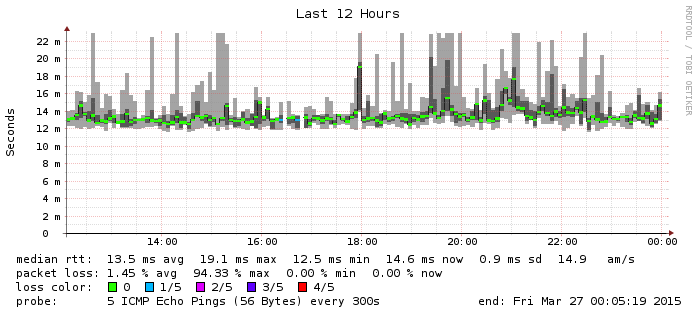 Last 12 Hours
RRDTOOL / TOBI OETIKER
Seconds
22 m
20 m
18 m
16 m
14 m
12 m
10 m
8 m
6 m
4 m
2 m
0
14:00 16:00 18:00 20:00 22:00 00:00
median rtt: 13.5 ms avg 19.1 ms max 12.5 ms min 14.6 ms now 0.9 ms sd 14.9 am/s
packet loss: 1.45 % avg 94.33 % max 0.00 % min 0.00 % now
loss color: 0 1/5 2/5 3/5 4/5
probe: 5 ICMP Echo Pings (56 Bytes) every 300s end: Fri Mar 27 00:05:19 2015